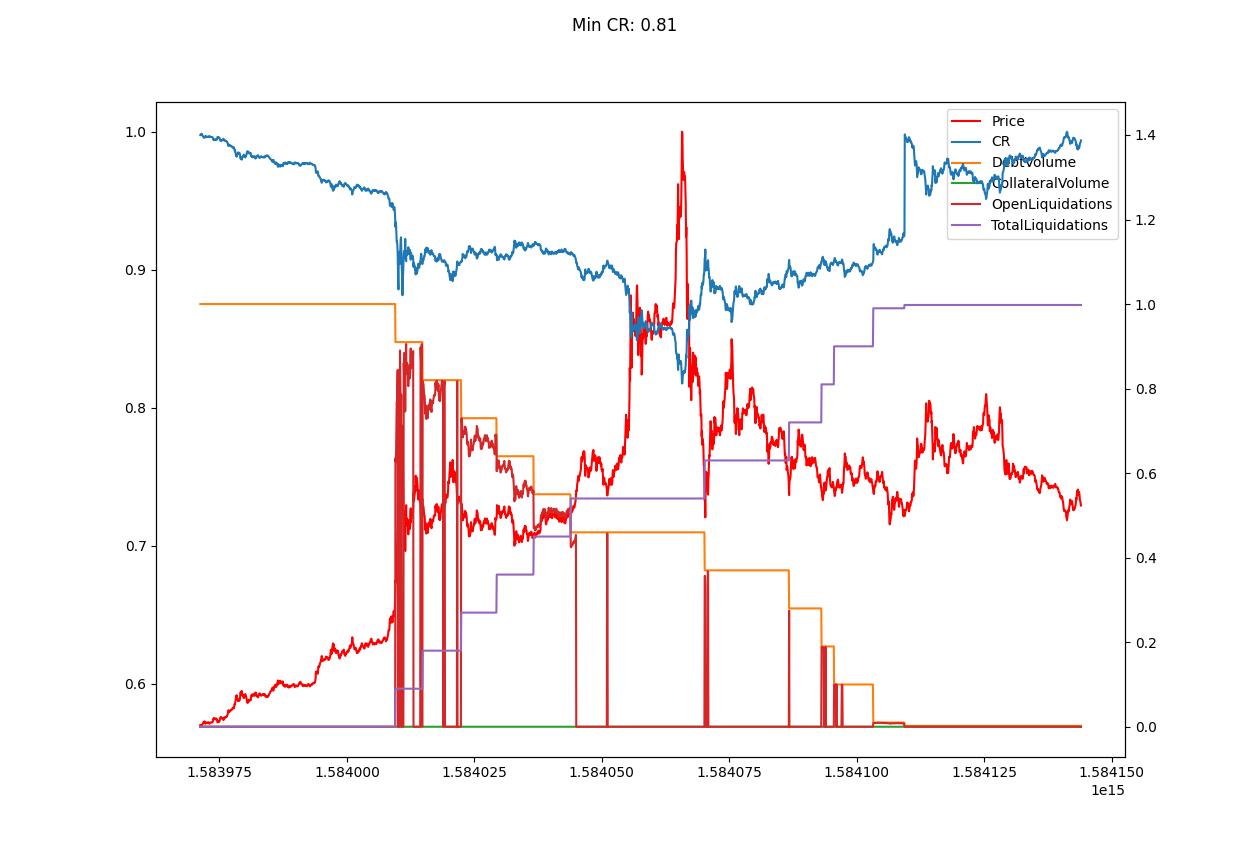 Min CR: 0.81
1.0
0.9
0.8
0.7
0.6
1.4
1.2
1.0
0.8
0.6
0.4
0.2
0.0
Price
CR
DebtVolume
CollateralVolume
OpenLiquidations
TotalLiquidations
1.583975 1.584000 1.584025 1.584050 1.584075 1.584100 1.584125 1.584150
1e15